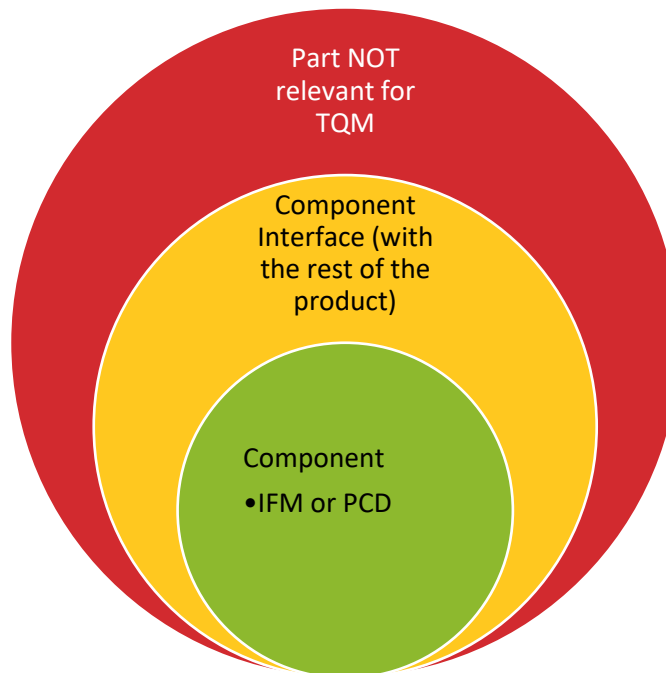 Part NOT
relevant for
TQM
Component
Interface (with
the rest of the
product)
Component
•IFM or PCD